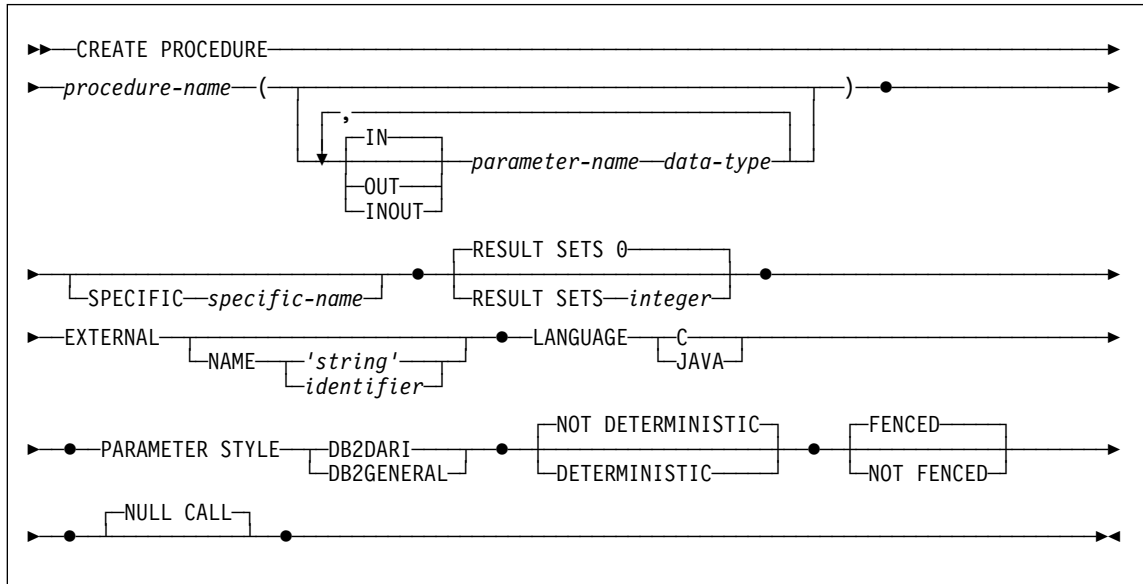 CREATE PROCEDURE
procedure-name ( )
,
IN
parameter-name data-type
OUT
INOUT
RESULT SETS 0
SPECIFIC specific-name RESULT SETS integer
EXTERNAL LANGUAGE C
NAME 'string' JAVA
identifier
NOT DETERMINISTIC FENCED
PARAMETER STYLE DB2DARI
DB2GENERAL DETERMINISTIC NOT FENCED
NULL CALL